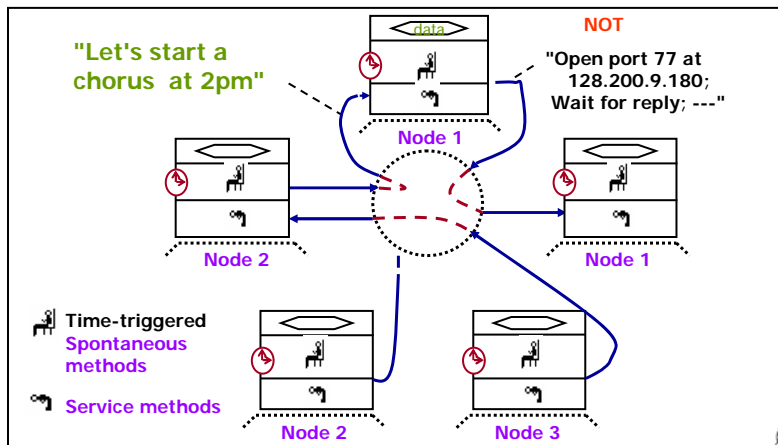 data
NOT
"Let's start a
chorus at 2pm"
"Open port 77 at
128.200.9.180;
Wait for reply; ---"
Node 1
Node 2
Node 1
Time-triggered
Spontaneous
methods
Service methods
Node 2
Node 3